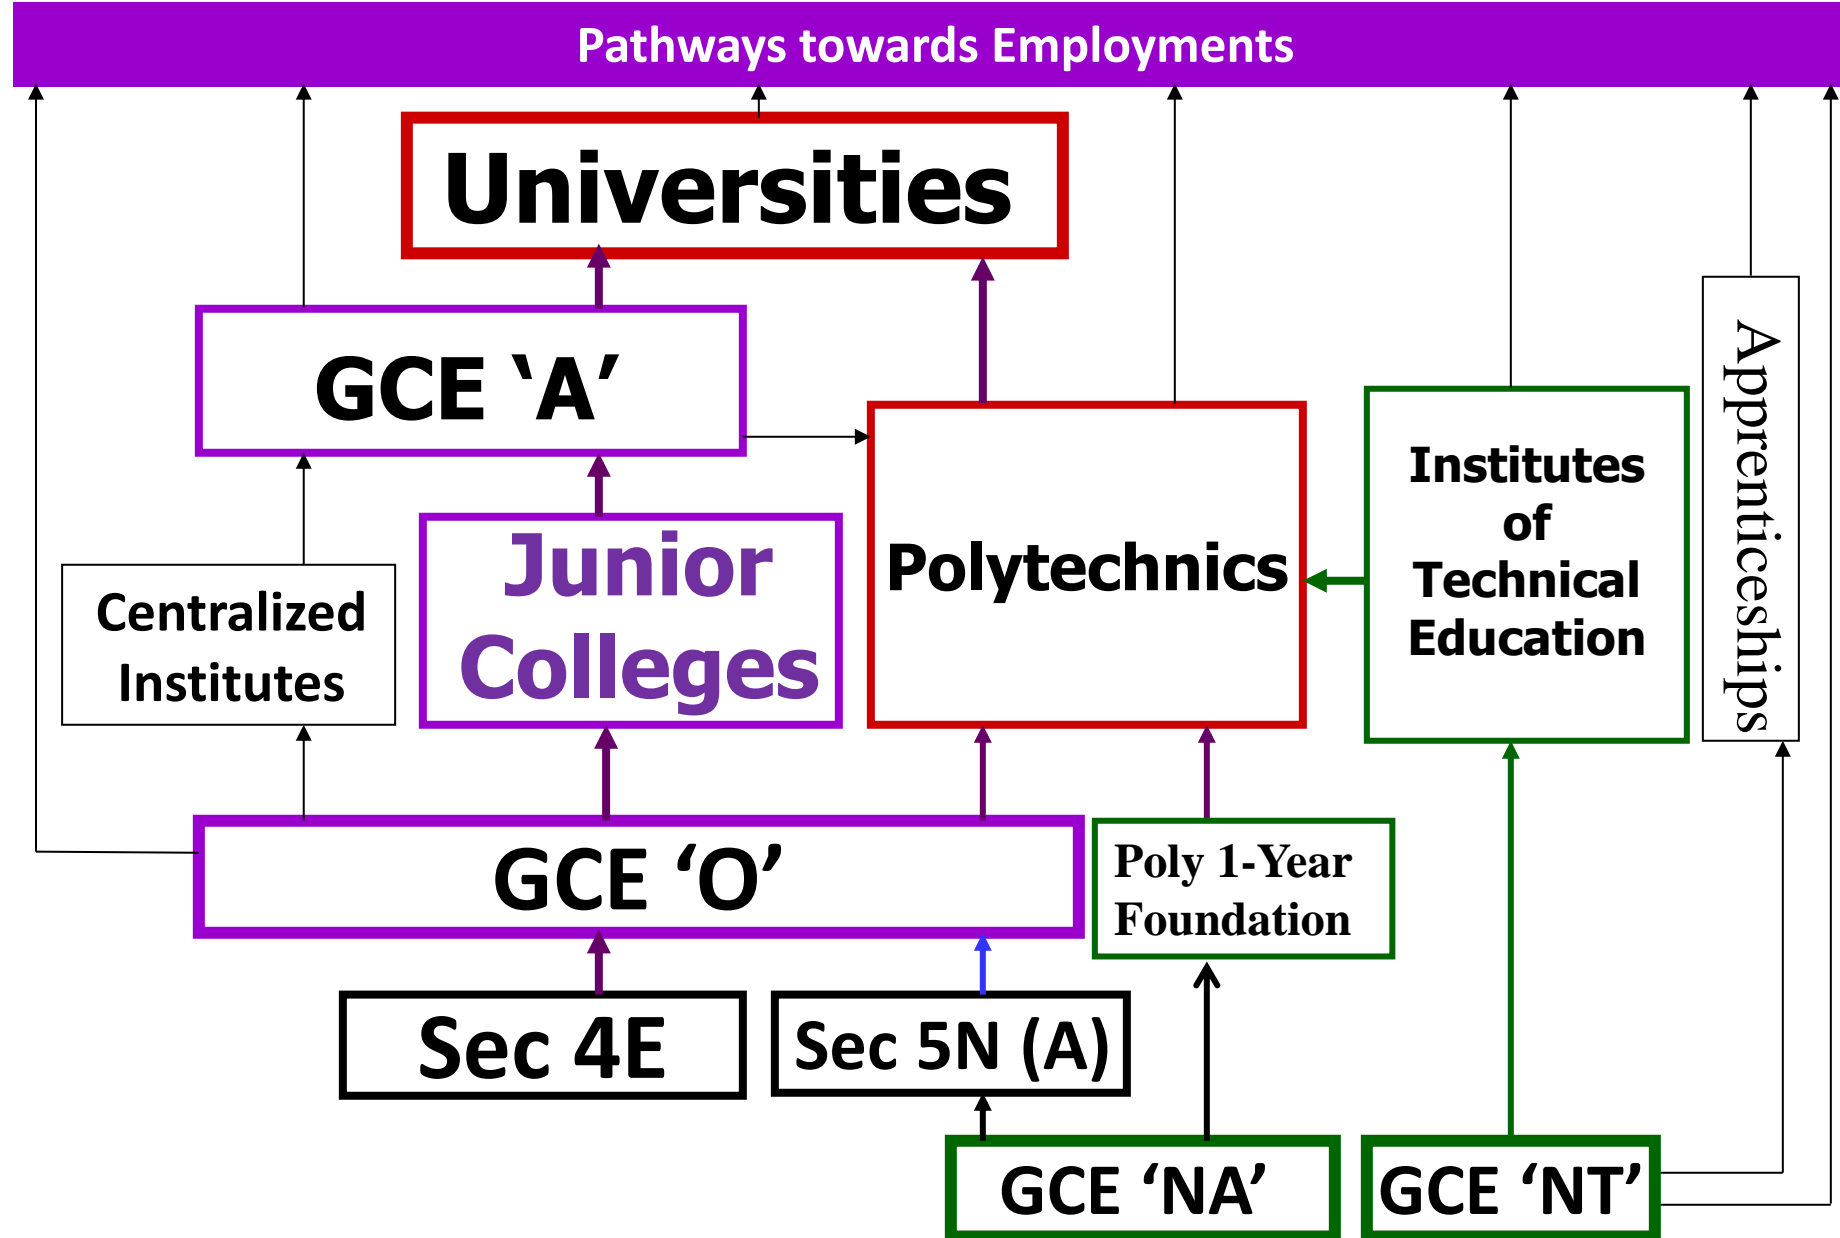 Pathways towards Employments
Universities
GCE ‘A’
Junior
Colleges
Centralized
Institutes
Polytechnics
Institutes
of
Technical
Education
Apprenticeships
GCE ‘O’
Poly 1-Year
Foundation
Sec 4E
Sec 5N (A)
GCE ‘NA’
GCE ‘NT’